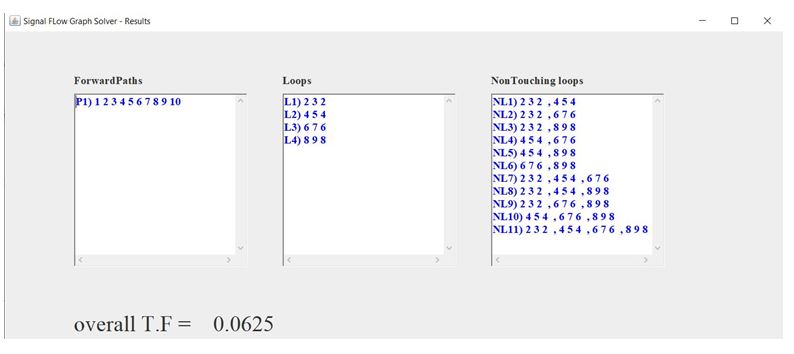 Signal FLow Graph Solver - Results
ForwardPaths
P1) 1 2 3 4 5 6 7 8 9 10
Loops
L1) 2 3 2
L2) 4 5 4
L3) 6 7 6
L4) 8 9 8
NonTouching loops
NL1) 2 3 2 , 4 5 4
NL2) 2 3 2 , 6 7 6
NL3) 2 3 2 , 8 9 8
NL4) 4 5 4 , 6 7 6
NL5) 4 5 4 , 8 9 8
NL6) 6 7 6 , 8 9 8
NL7) 2 3 2 , 4 5 4 , 6 7 6
NL8) 2 3 2 , 4 5 4 , 8 9 8
NL9) 2 3 2 , 6 7 6 , 8 9 8
NL10) 4 5 4 , 6 7 6 , 8 9 8
NL11) 2 3 2 , 4 5 4 , 6 7 6 , 8 9 8
overall T.F = 0.0625